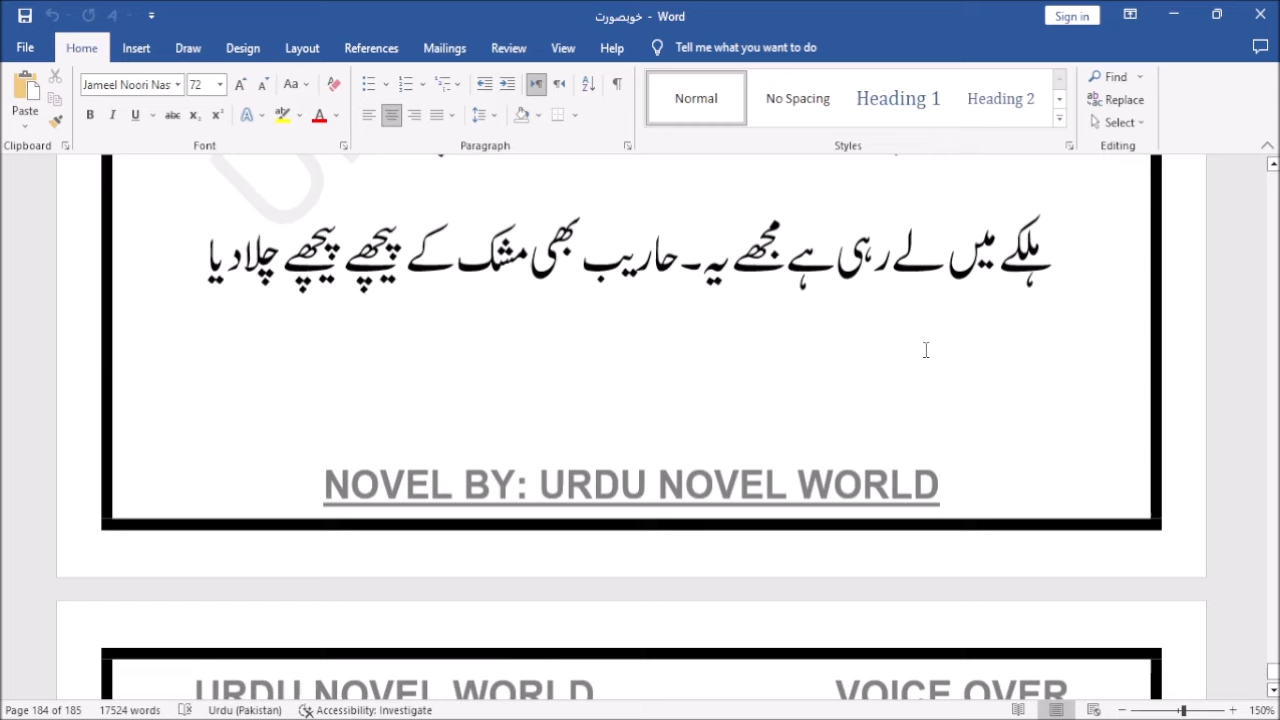 خوبصورت - Word
Sign in
File Home Insert Draw Design Layout References Mailings Review View Help Tell me what you want to do
Paste
Jameel Noori Nas 72 Aa
B I U abc x₂ x² A A
Find
Replace
Select
Normal No Spacing Heading 1 Heading 2
Clipboard Font Paragraph Styles Editing
ہلکے میں لے رہی ہے مجھے یہ۔ حاریب بھی مشک کے پیچھے پیچھے چلا دیا
NOVEL BY: URDU NOVEL WORLD
URDU NOVEL WORLD VOICE OVER
Page 184 of 185 17524 words Urdu (Pakistan) Accessibility: Investigate 150%